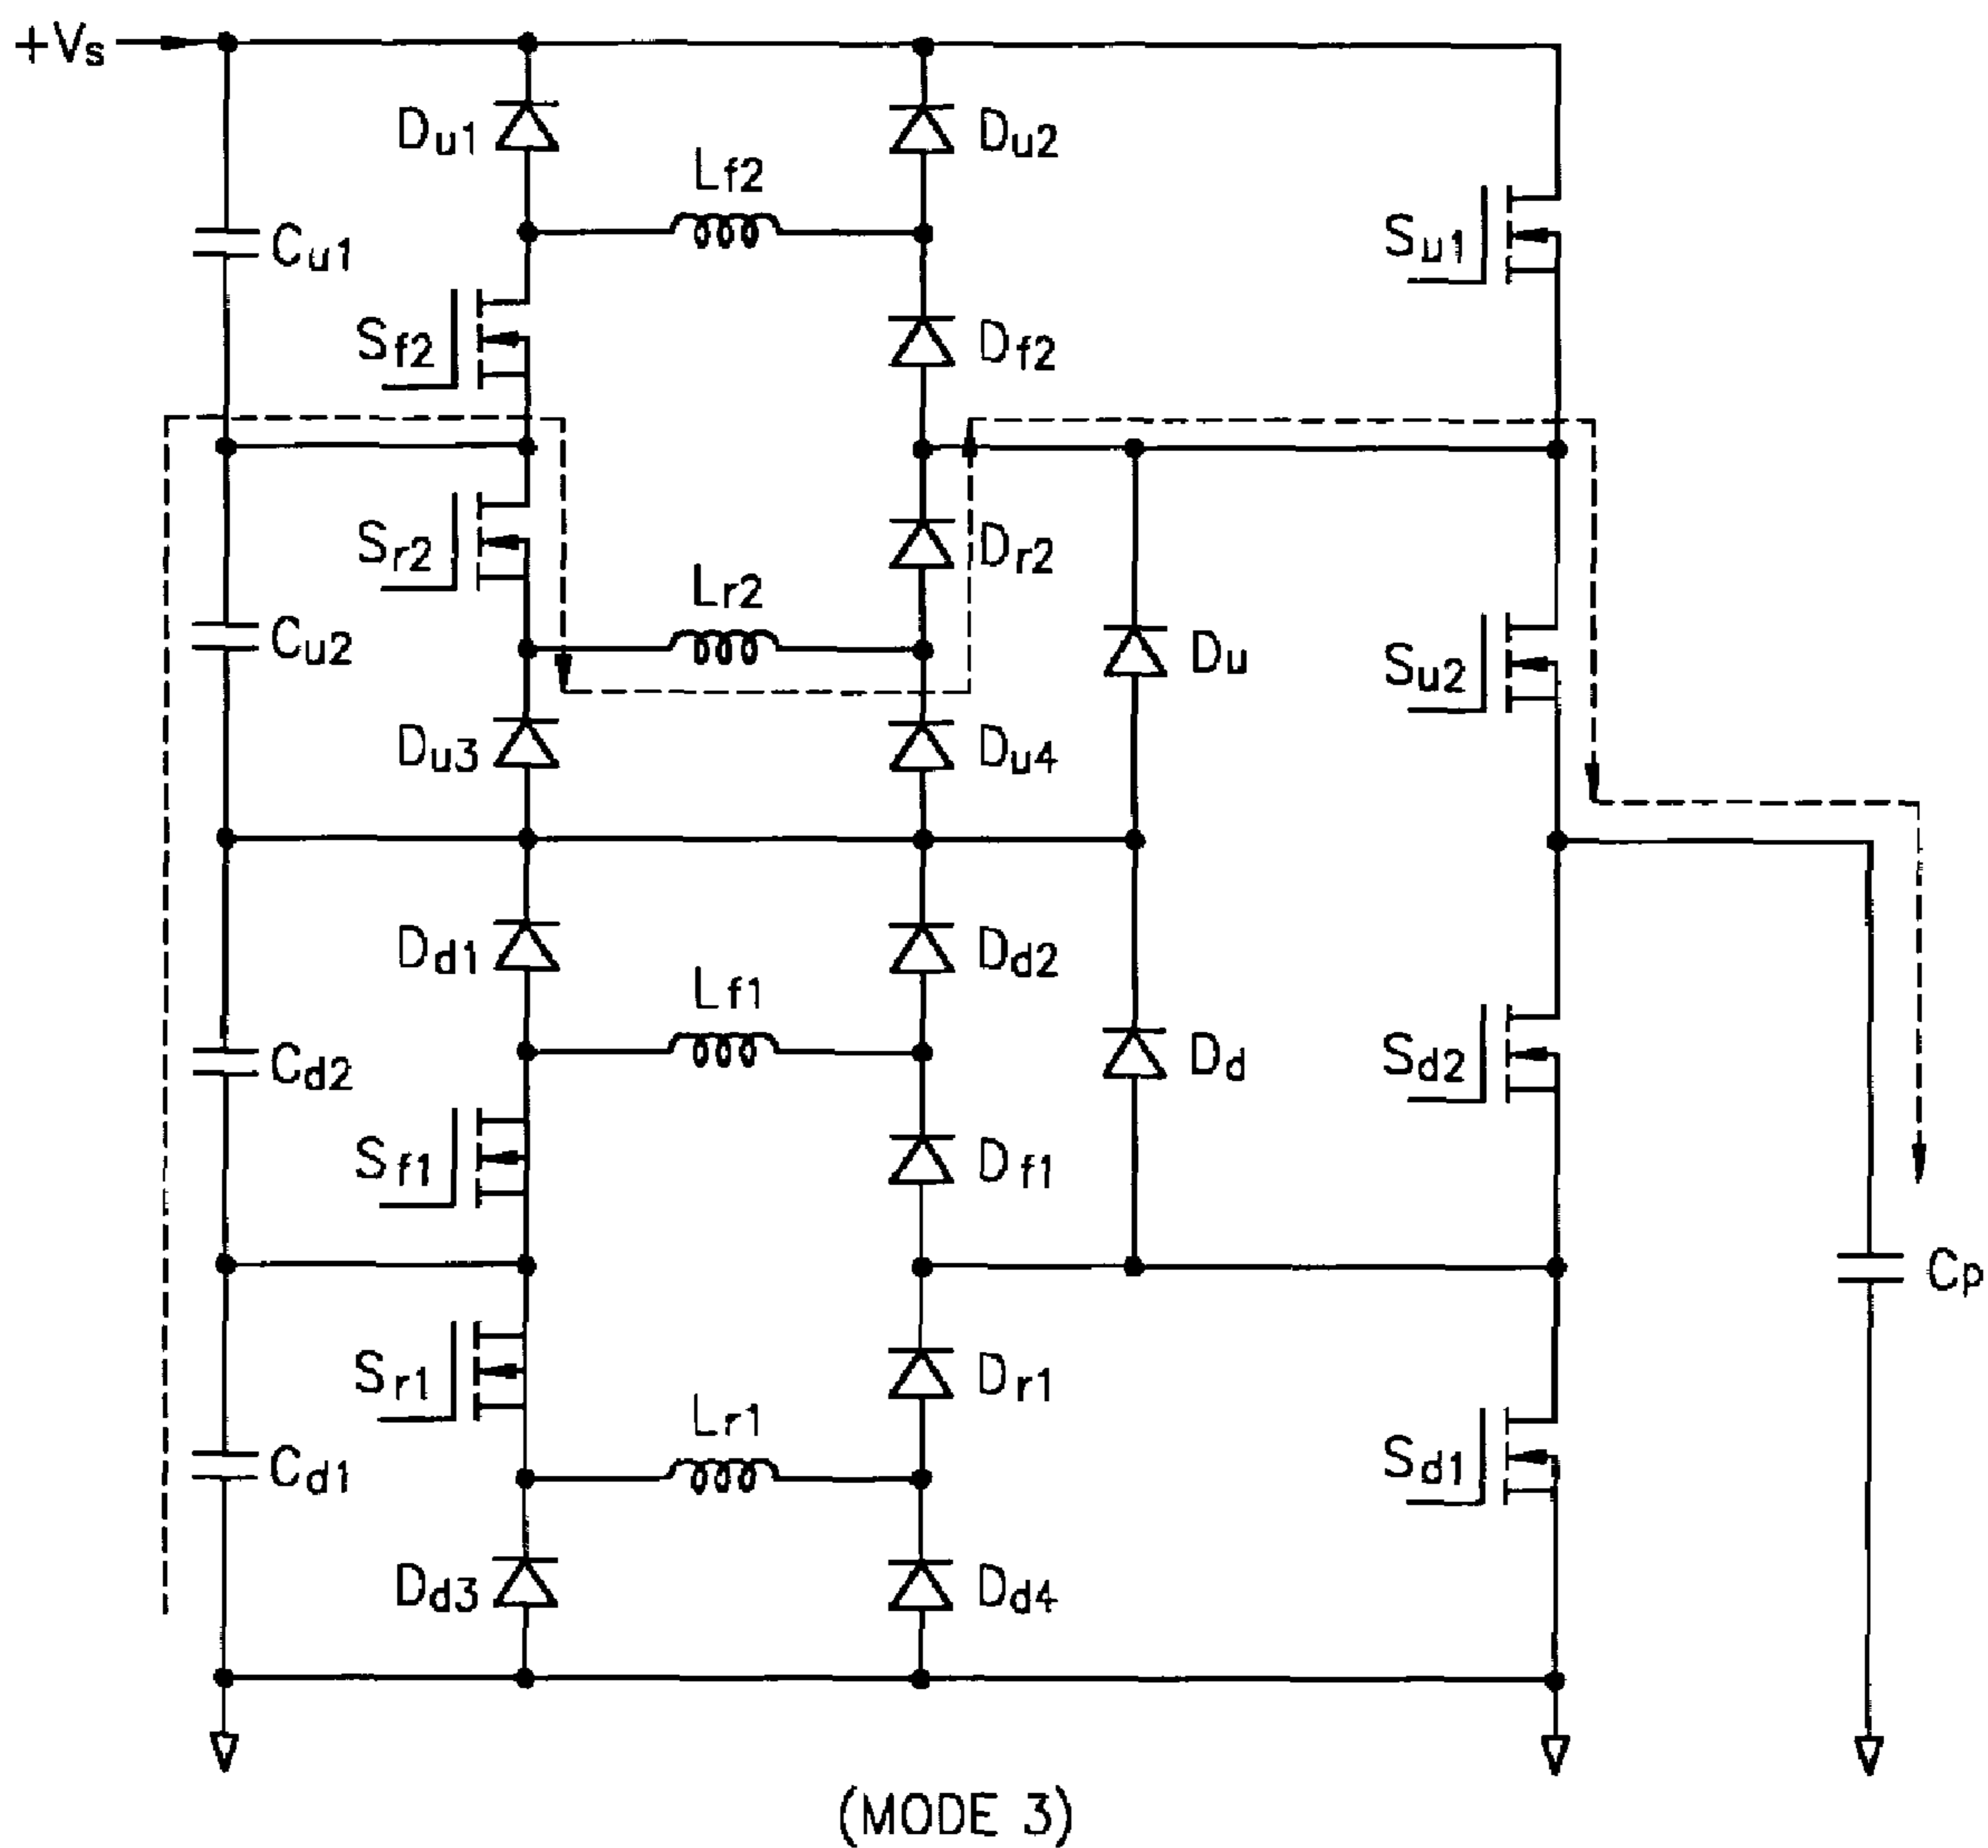 +Vs
Du1
Du2
Lf2
Cu1
Su1
Sf2
Df2
Sr2
Dr2
Lr2
Cu2
Du
Su2
Du3
Du4
Dd1
Dd2
Lf1
Cd2
Dd
Sd2
Sf1
Df1
Cp
Sr1
Dr1
Lr1
Cd1
Sd1
Dd3
Dd4
(MODE 3)